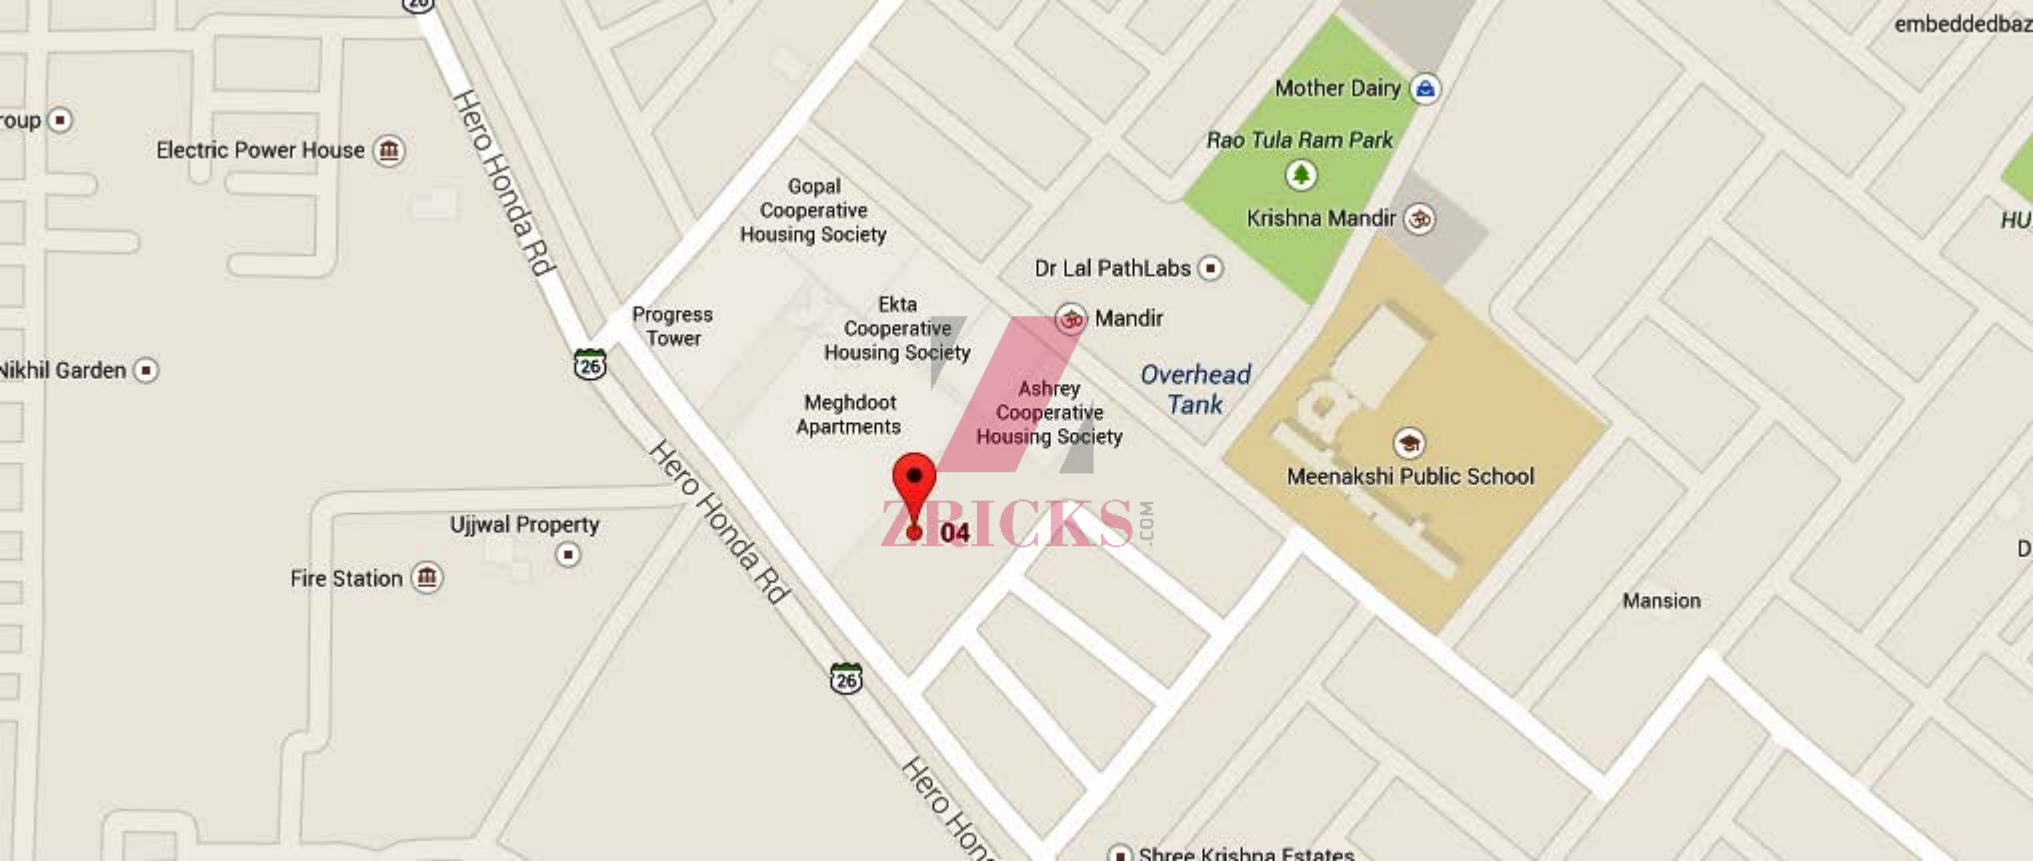 26
embeddedbaz
Mother Dairy
roup
Hero Honda Rd
Electric Power House
Rao Tula Ram Park
Gopal
Cooperative
Housing Society
Krishna Mandir
HU
Dr Lal PathLabs
Progress
Tower
Ekta
Cooperative
Housing Society
Mandir
26
Nikhil Garden
Overhead
Tank
Meghdoot
Apartments
Ashrey
Cooperative
Housing Society
Meenakshi Public School
Hero Honda Rd
ZRICKS
.COM
04
Ujjwal Property
Fire Station
D
Mansion
26
Hero Hon
Shree Krishna Estates